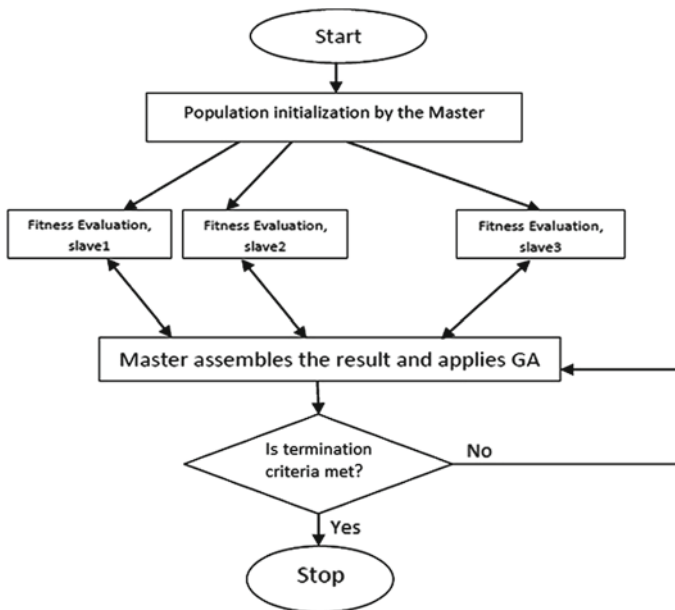 Start
Population initialization by the Master
Fitness Evaluation,
slave1
Fitness Evaluation,
slave2
Fitness Evaluation,
slave3
Master assembles the result and applies GA
Is termination
criteria met?
No
Yes
Stop